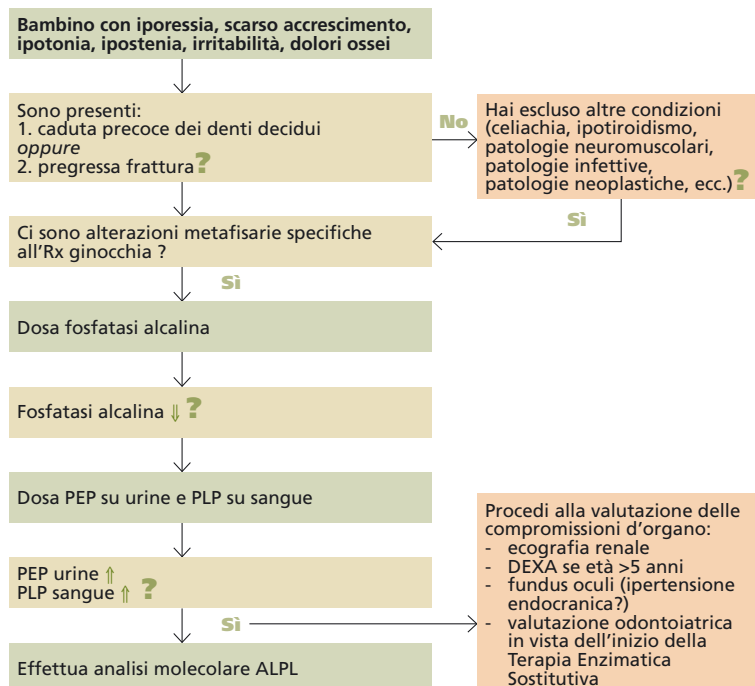 Bambino con iporessia, scarso accrescimento,
ipotonia, ipostenia, irritabilità, dolori ossei
Sono presenti:
1. caduta precoce dei denti decidui
oppure
2. pregressa frattura?
No
Hai escluso altre condizioni
(celiachia, ipotiroidismo,
patologie neuromuscolari,
patologie infettive,
patologie neoplastiche, ecc.)?
Sì
Ci sono alterazioni metafisarie specifiche
all'Rx ginocchia ?
Sì
Dosa fosfatasi alcalina
Fosfatasi alcalina ⇓ ?
Dosa PEP su urine e PLP su sangue
PEP urine ⇑
PLP sangue ⇑ ?
Sì
Procedi alla valutazione delle
compromissioni d'organo:
- ecografia renale
- DEXA se età >5 anni
- fundus oculi (ipertensione
endocranica?)
- valutazione odontoiatrica
in vista dell'inizio della
Terapia Enzimatica
Sostitutiva
Effettua analisi molecolare ALPL